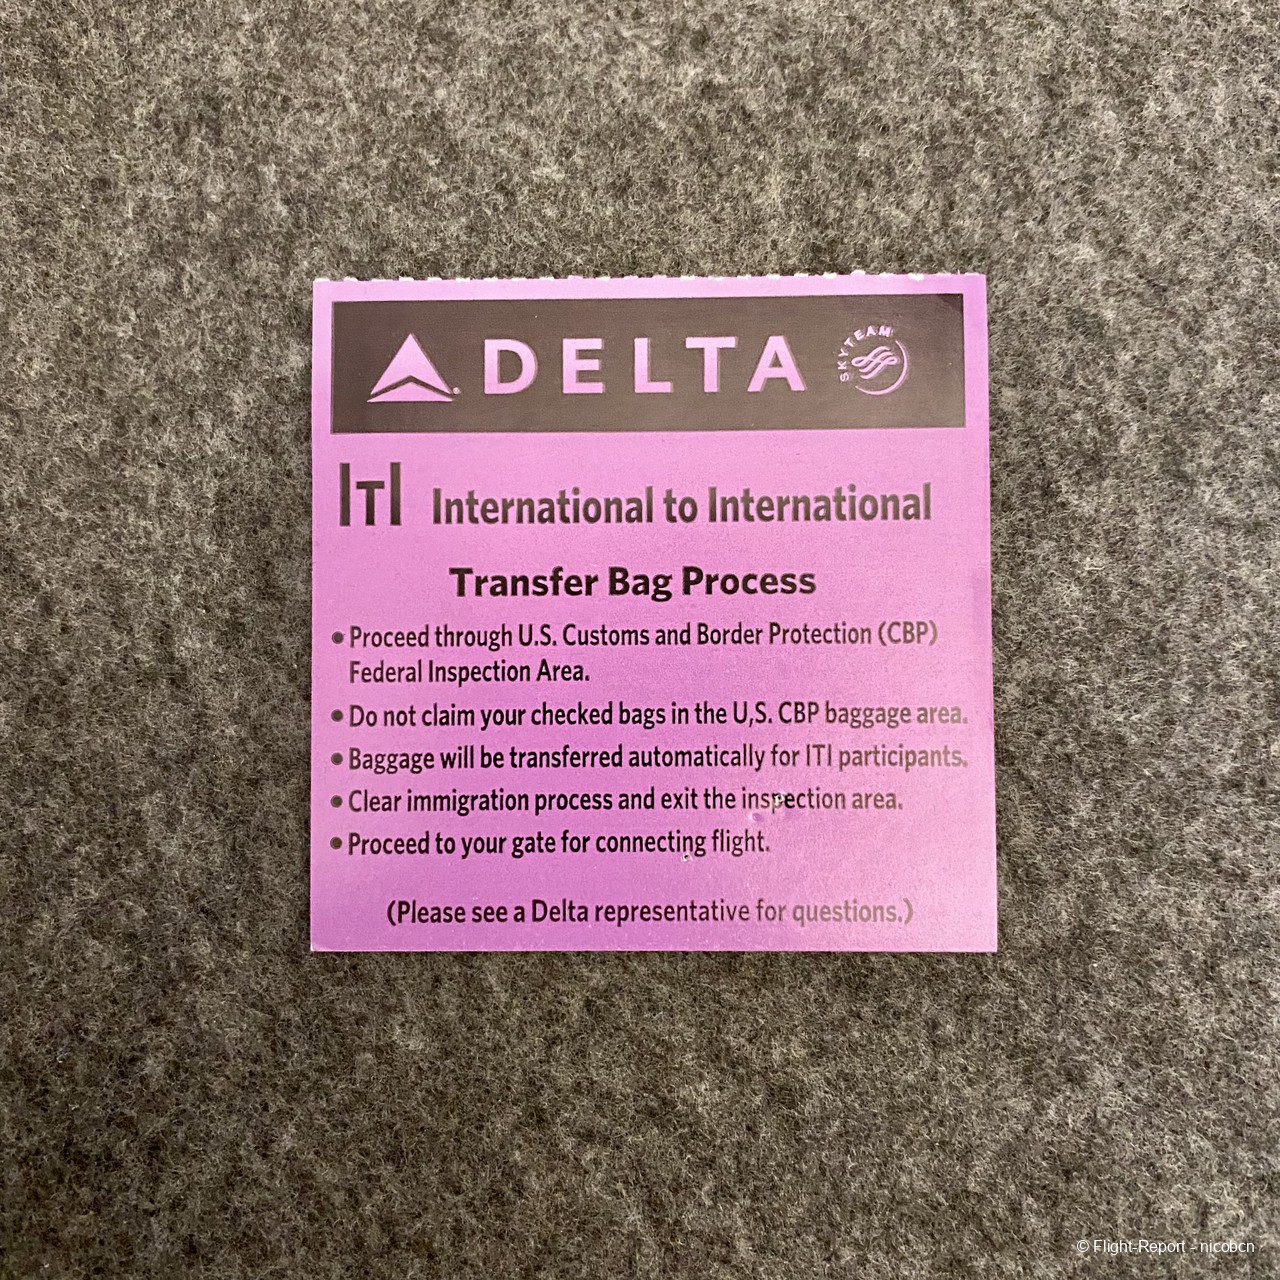 DELTA
SKYTEAM
ITI International to International
Transfer Bag Process
• Proceed through U.S. Customs and Border Protection (CBP)
Federal Inspection Area.
• Do not claim your checked bags in the U,S. CBP baggage area.
• Baggage will be transferred automatically for ITI participants.
• Clear immigration process and exit the inspection area.
• Proceed to your gate for connecting flight.
(Please see a Delta representative for questions.)
© Flight-Report - nicobcn